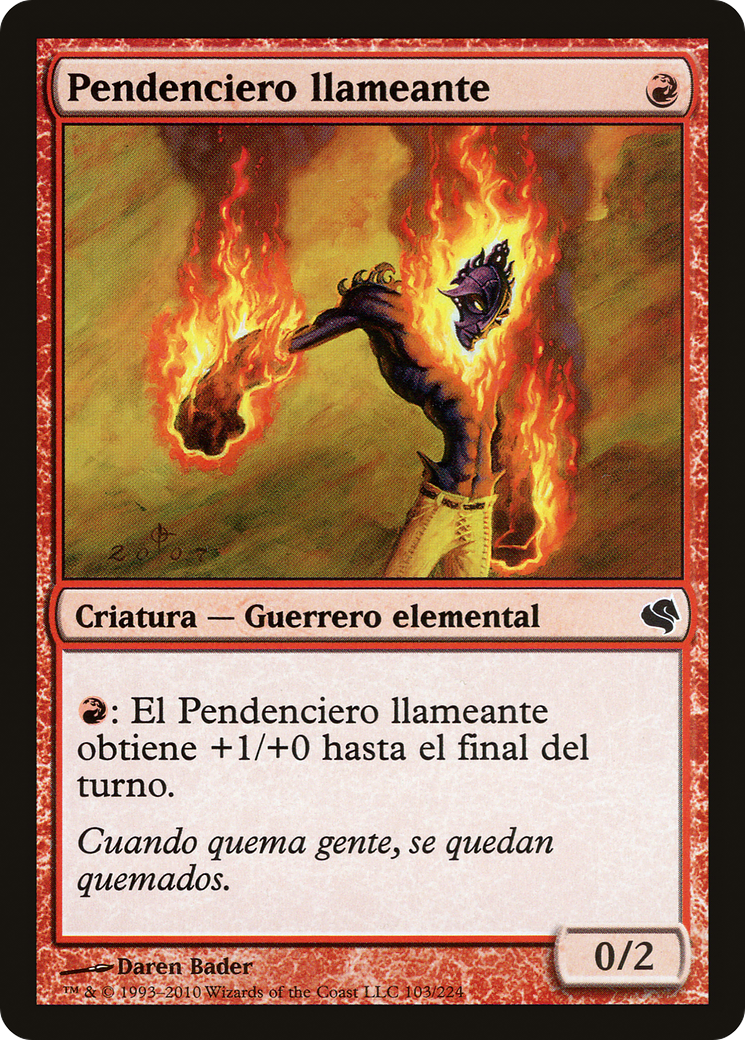 Pendenciero llameante
2007
Criatura — Guerrero elemental
: El Pendenciero llameante
obtiene +1/+0 hasta el final del
turno.
Cuando quema gente, se quedan
quemados.
0/2
Daren Bader
™ & © 1993–2010 Wizards of the Coast LLC 103/224